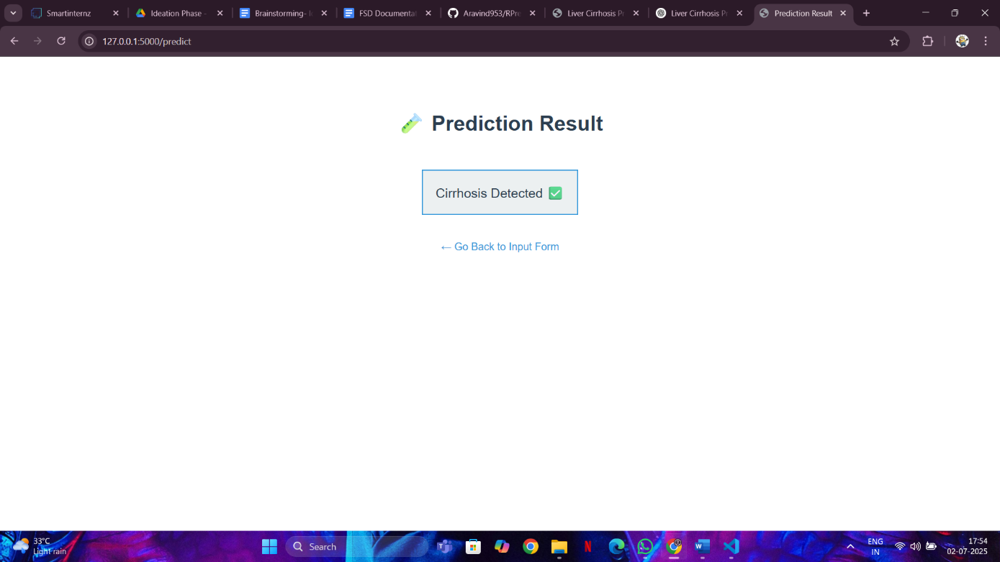 Smartinternz
Ideation Phase -
Brainstorming- I
FSD Documentat
Aravind953/RPre
Liver Cirrhosis Pr
Liver Cirrhosis Pr
Prediction Result
127.0.0.1:5000/predict
🧪 Prediction Result
Cirrhosis Detected ✅
← Go Back to Input Form
33°C
Light rain
Search
ENG
IN
17:54
02-07-2025